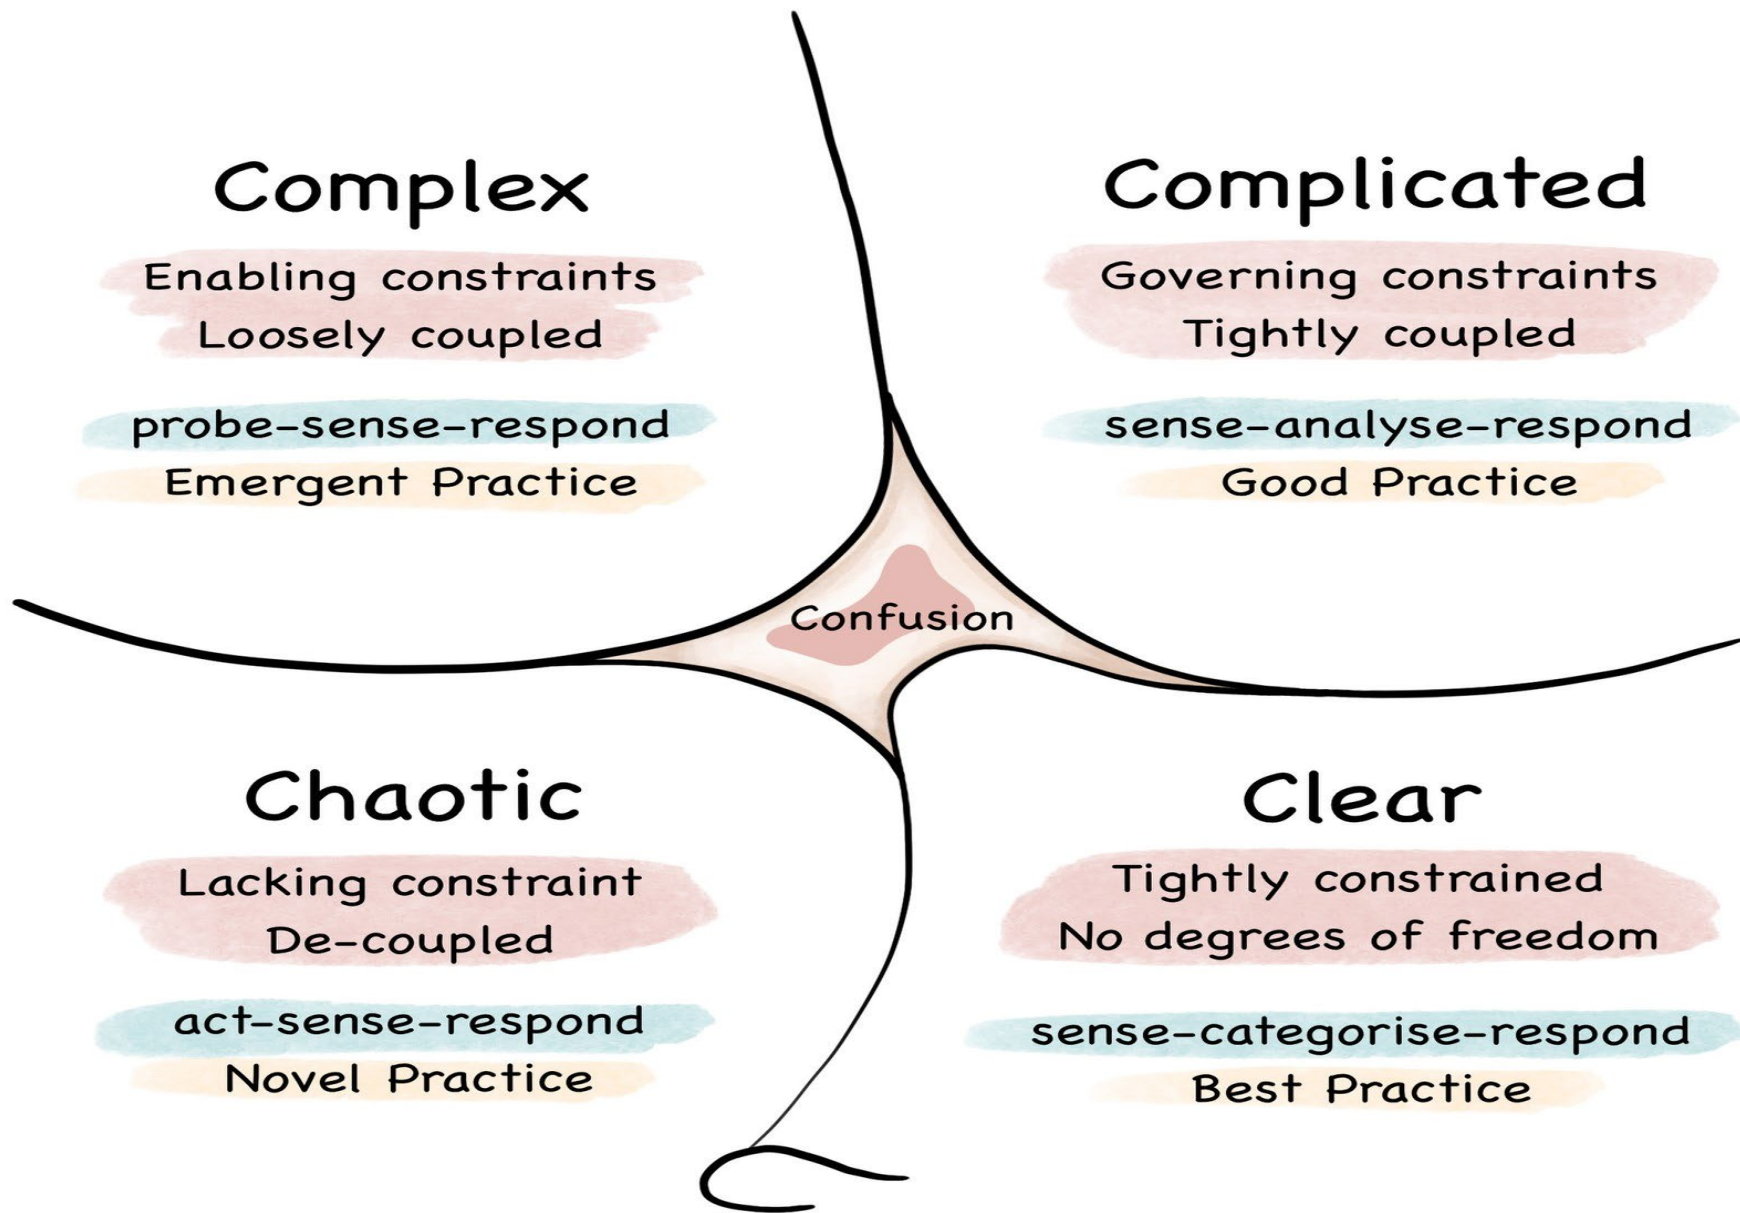 Complex
Enabling constraints
Loosely coupled
probe-sense-respond
Emergent Practice
Complicated
Governing constraints
Tightly coupled
sense-analyse-respond
Good Practice
Confusion
Chaotic
Lacking constraint
De-coupled
act-sense-respond
Novel Practice
Clear
Tightly constrained
No degrees of freedom
sense-categorise-respond
Best Practice